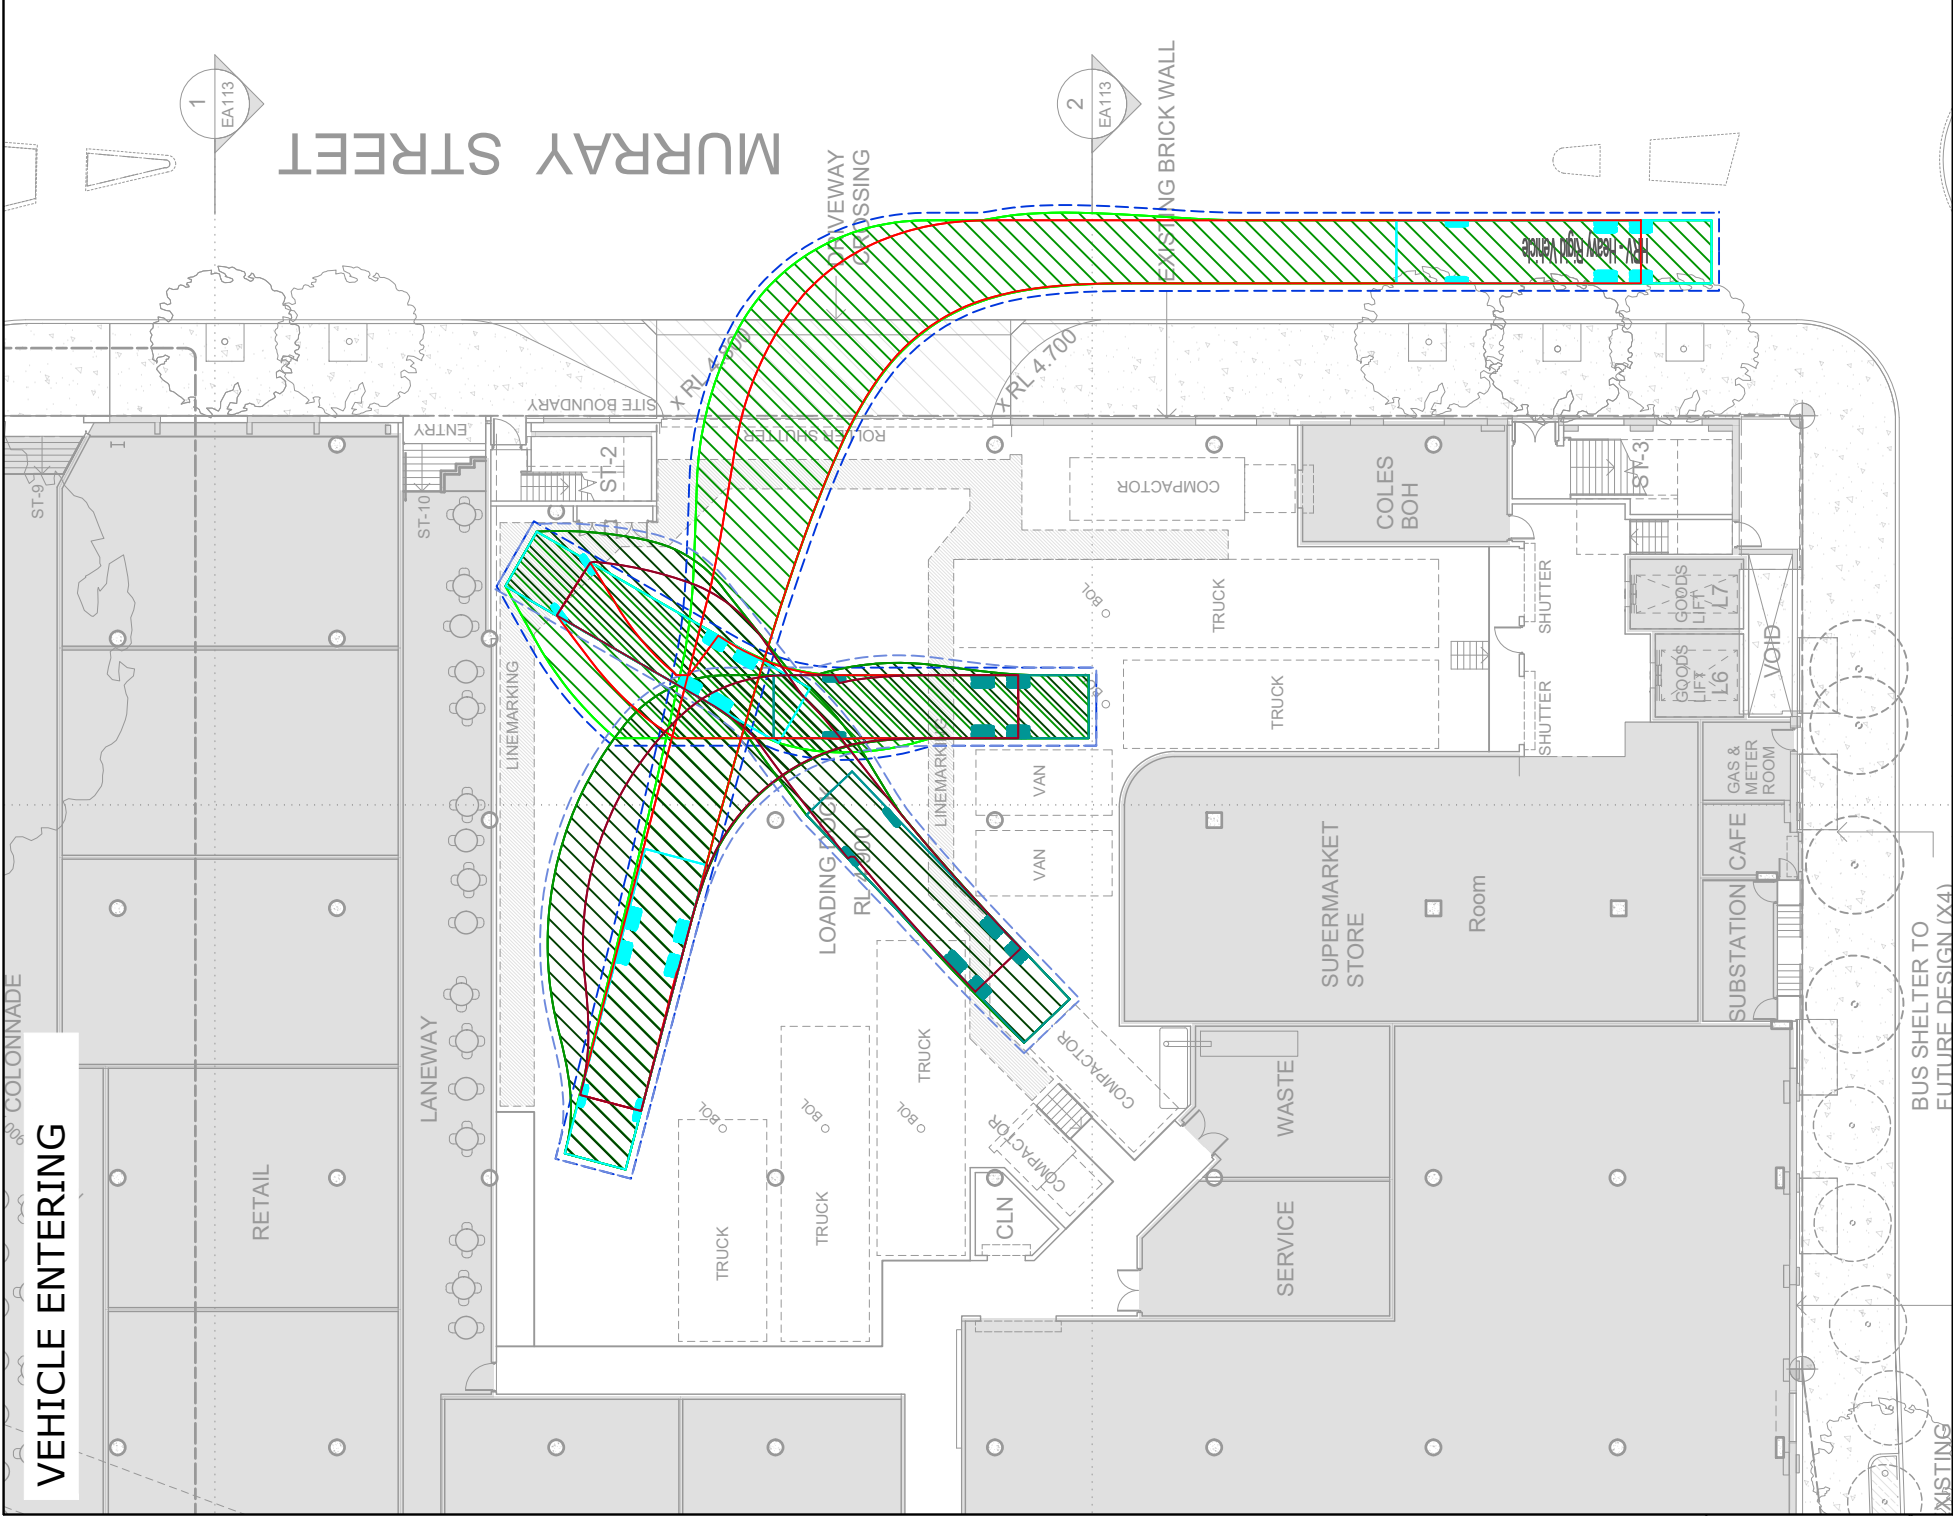 VEHICLE ENTERING
MURRAY STREET
1
EA113
2
EA113
DRIVEWAY
CROSSING
EXISTING BRICK WALL
HRV - Heavy Rigid Vehicle
x RL 4.700
SITE BOUNDARY
ROLLER SHUTTER
ENTRY
ST-9
ST-10
ST-2
ST-3
COMPACTOR
COLES
BOH
BOL
TRUCK
SHUTTER
GOODS
LIFT
L7
TRUCK
SHUTTER
GOODS
LIFT
L6
VOID
LINEMARKING
LINEMARKING
VAN
VAN
GAS &
METER
ROOM
CAFE
SUBSTATION
LOADING DOCK
SUPERMARKET
STORE
Room
BUS SHELTER TO
FUTURE DESIGN (X4)
COLONNADE
LANEWAY
RETAIL
TRUCK
TRUCK
TRUCK
BOL
BOL
BOL
COMPACTOR
COMPACTOR
WASTE
CLN
SERVICE